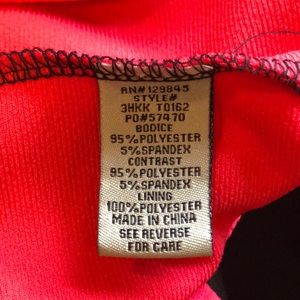 RN#129845
STYLE#
3HKK T0162
PO#57470
BODICE
95%POLYESTER
5%SPANDEX
CONTRAST
95%POLYESTER
5%SPANDEX
LINING
100%POLYESTER
MADE IN CHINA
SEE REVERSE
FOR CARE